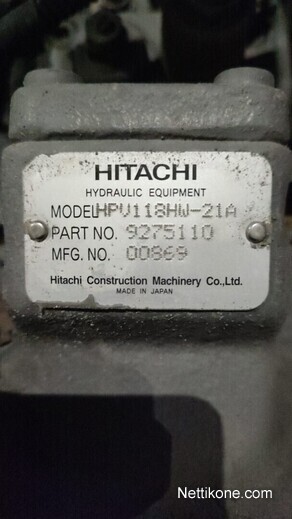 HITACHI
HYDRAULIC EQUIPMENT
MODEL HPV118HW-21A
PART NO. 9275110
MFG. NO. 00869
Hitachi Construction Machinery Co.,Ltd.
MADE IN JAPAN
Nettikone.com